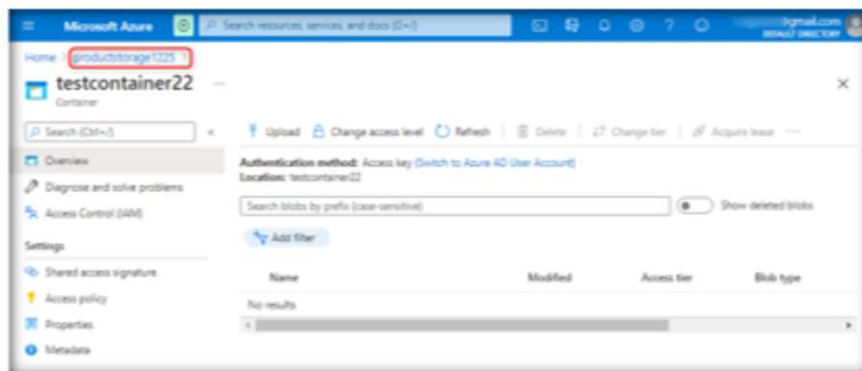 Microsoft Azure
Search resources, services, and docs (G+/)
gmail.com
DEFAULT DIRECTORY
Home > productstorage1225 >
testcontainer22 ...
Container
Search (Ctrl+/)
«
Upload Change access level Refresh Delete Change tier Acquire lease ...
Overview
Diagnose and solve problems
Access Control (IAM)
Settings
Shared access signature
Access policy
Properties
Metadata
Authentication method: Access key (Switch to Azure AD User Account)
Location: testcontainer22
Search blobs by prefix (case-sensitive)
Show deleted blobs
Add filter
Name Modified Access tier Blob type
No results